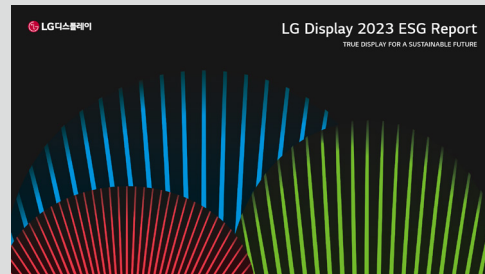 LG디스플레이
LG Display 2023 ESG Report
TRUE DISPLAY FOR A SUSTAINABLE FUTURE